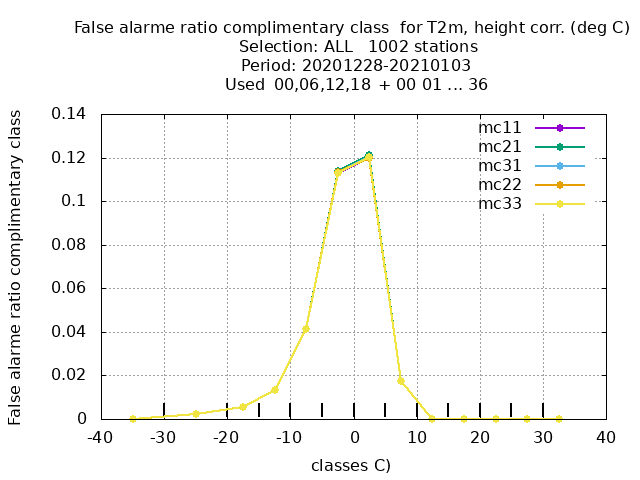 False alarme ratio complimentary class  for T2m, height corr. (deg C)
Selection: ALL   1002 stations
Period: 20201228-20210103
Used  00,06,12,18 + 00 01 ... 36
False alarme ratio complimentary class
0.14
0.12
0.1
0.08
0.06
0.04
0.02
0
mc11
mc21
mc31
mc22
mc33
-40 -30 -20 -10 0 10 20 30 40
classes C)